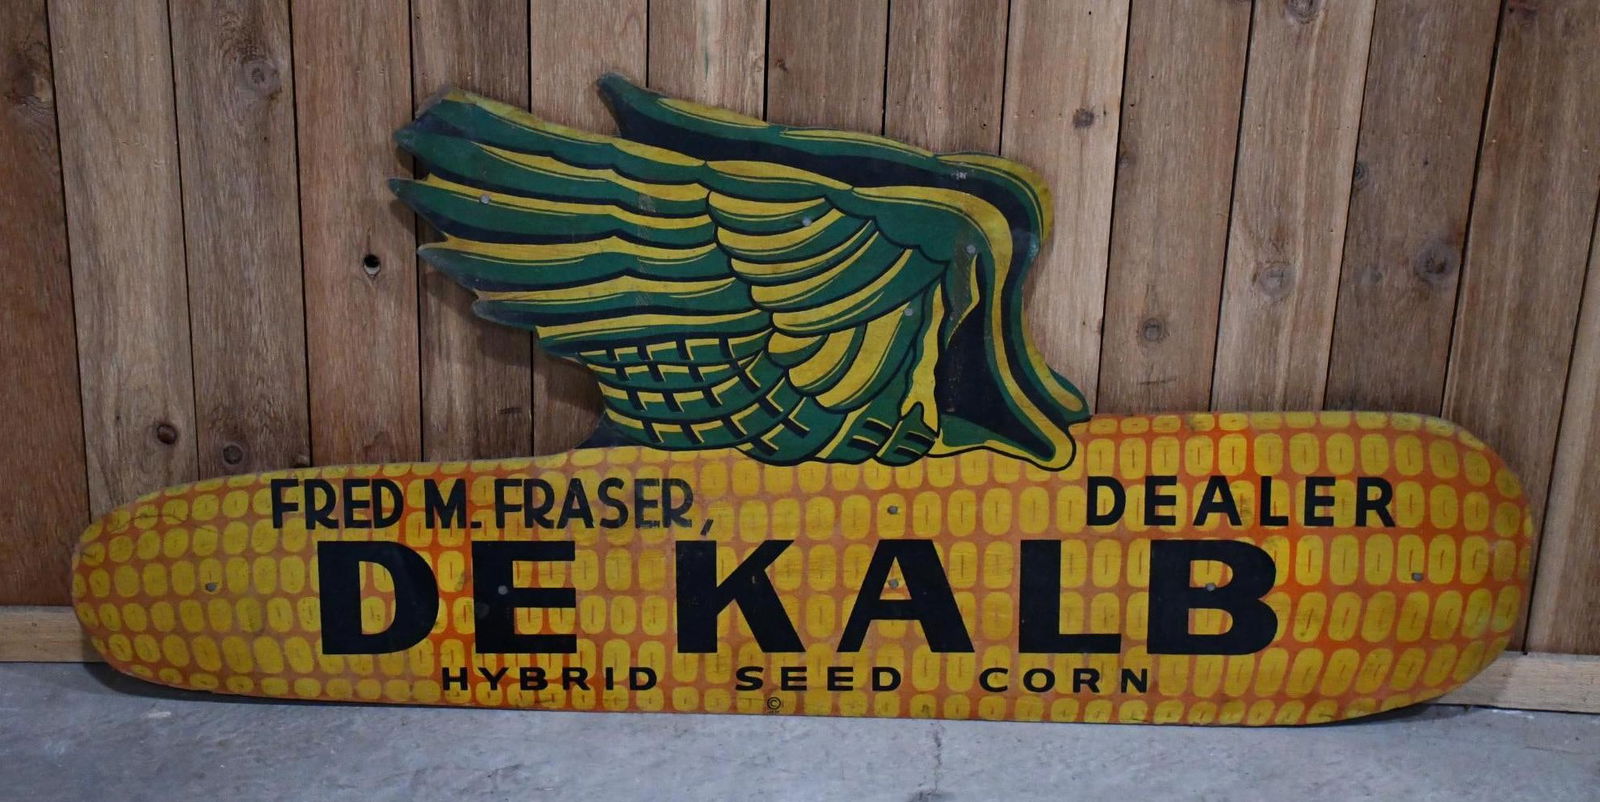 FRED M. FRASER, DEALER
DE KALB
HYBRID SEED CORN
©